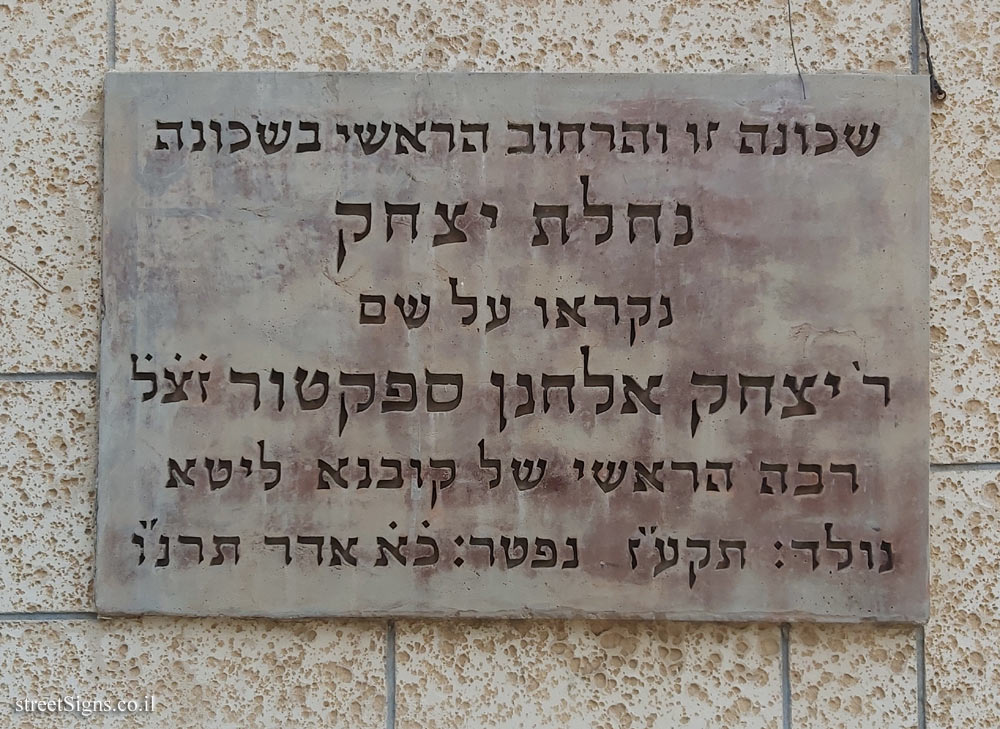 שכונה זו והרחוב הראשי בשכונה
נחלת יצחק
נקראו על שם
ר' יצחק אלחנן ספקטור זׄצׄלׄ
רבה הראשי של קובנא ליטא
נולד: תקע"ז נפטר: כׄאׄ אדר תרנ"ו
streetSigns.co.il